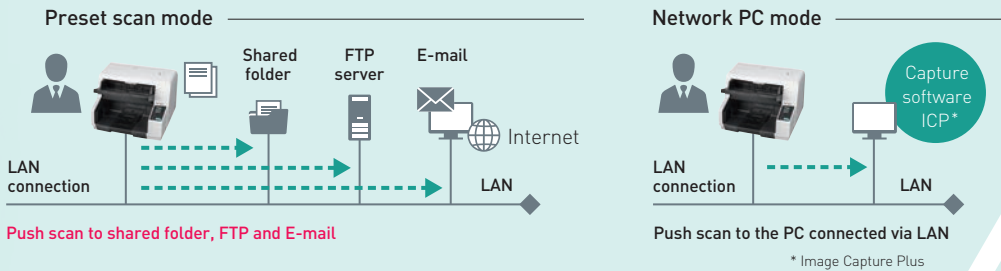 Preset scan mode
Shared
folder
FTP
server
E-mail
Internet
LAN
connection
LAN
Push scan to shared folder, FTP and E-mail
Network PC mode
Capture
software
ICP*
LAN
connection
LAN
Push scan to the PC connected via LAN
* Image Capture Plus